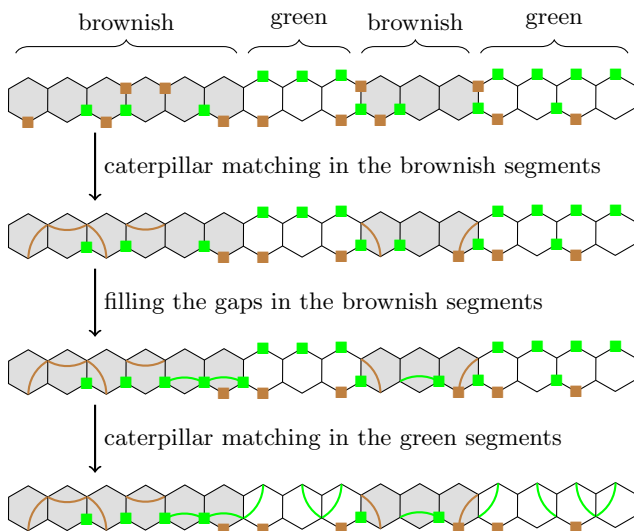 brownish green brownish green
caterpillar matching in the brownish segments
filling the gaps in the brownish segments
caterpillar matching in the green segments